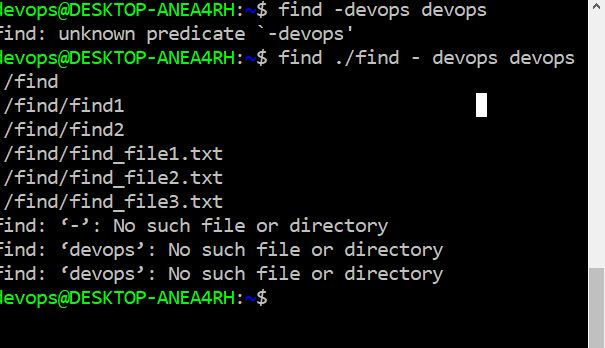 devops@DESKTOP-ANEA4RH:~$ find -devops devops
find: unknown predicate `-devops'
devops@DESKTOP-ANEA4RH:~$ find ./find - devops devops
/find
/find/find1
/find/find2
/find/find_file1.txt
/find/find_file2.txt
/find/find_file3.txt
find: ‘-’: No such file or directory
find: ‘devops’: No such file or directory
find: ‘devops’: No such file or directory
devops@DESKTOP-ANEA4RH:~$